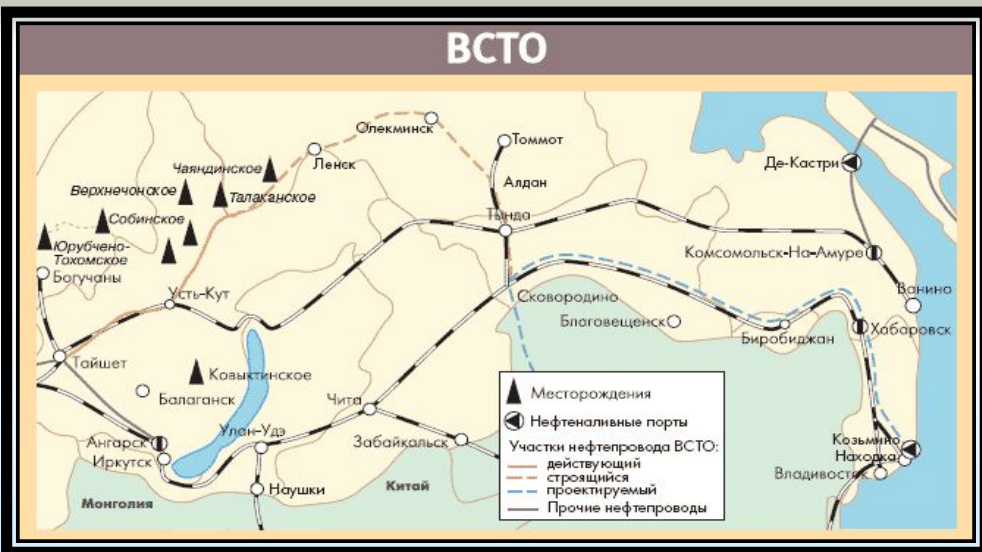 ВСТО
Олекминск
Томмот
Чаяндинское
Ленск
Де-Кастри
Верхнечонское
Талаканское
Алдан
Собинское
Тында
Юрубчено-
Тохомское
Комсомольск-На-Амуре
Богучаны
Усть-Кут
Сковородино
Ванино
Благовещенск
Хабаровск
Биробиджан
Тайшет
Ковыктинское
Балаганск
Чита
Месторождения
Нефтеналивные порты
Ангарск
Улан-Удэ
Забайкальск
Участки нефтепровода ВСТО:
Козьмино
Иркутск
действующий
Находка
строящийся
Владивосток
Наушки
Китай
проектируемый
Монголия
Прочие нефтепроводы